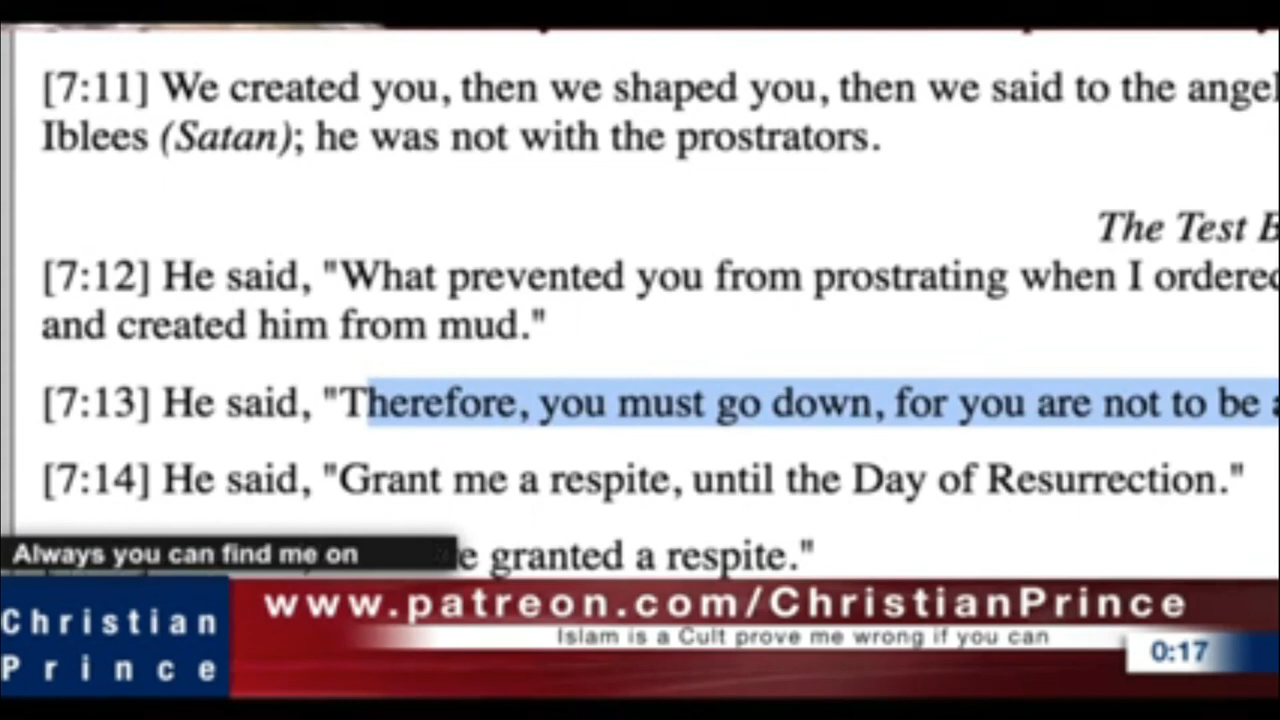 [7:11] We created you, then we shaped you, then we said to the angel
Iblees (Satan); he was not with the prostrators.
The Test
[7:12] He said, "What prevented you from prostrating when I ordered
and created him from mud."
[7:13] He said, "Therefore, you must go down, for you are not to be
[7:14] He said, "Grant me a respite, until the Day of Resurrection."
granted a respite."
Always you can find me on
www.patreon.com/ChristianPrince
Islam is a Cult prove me wrong if you can
Christian
Prince
0:17